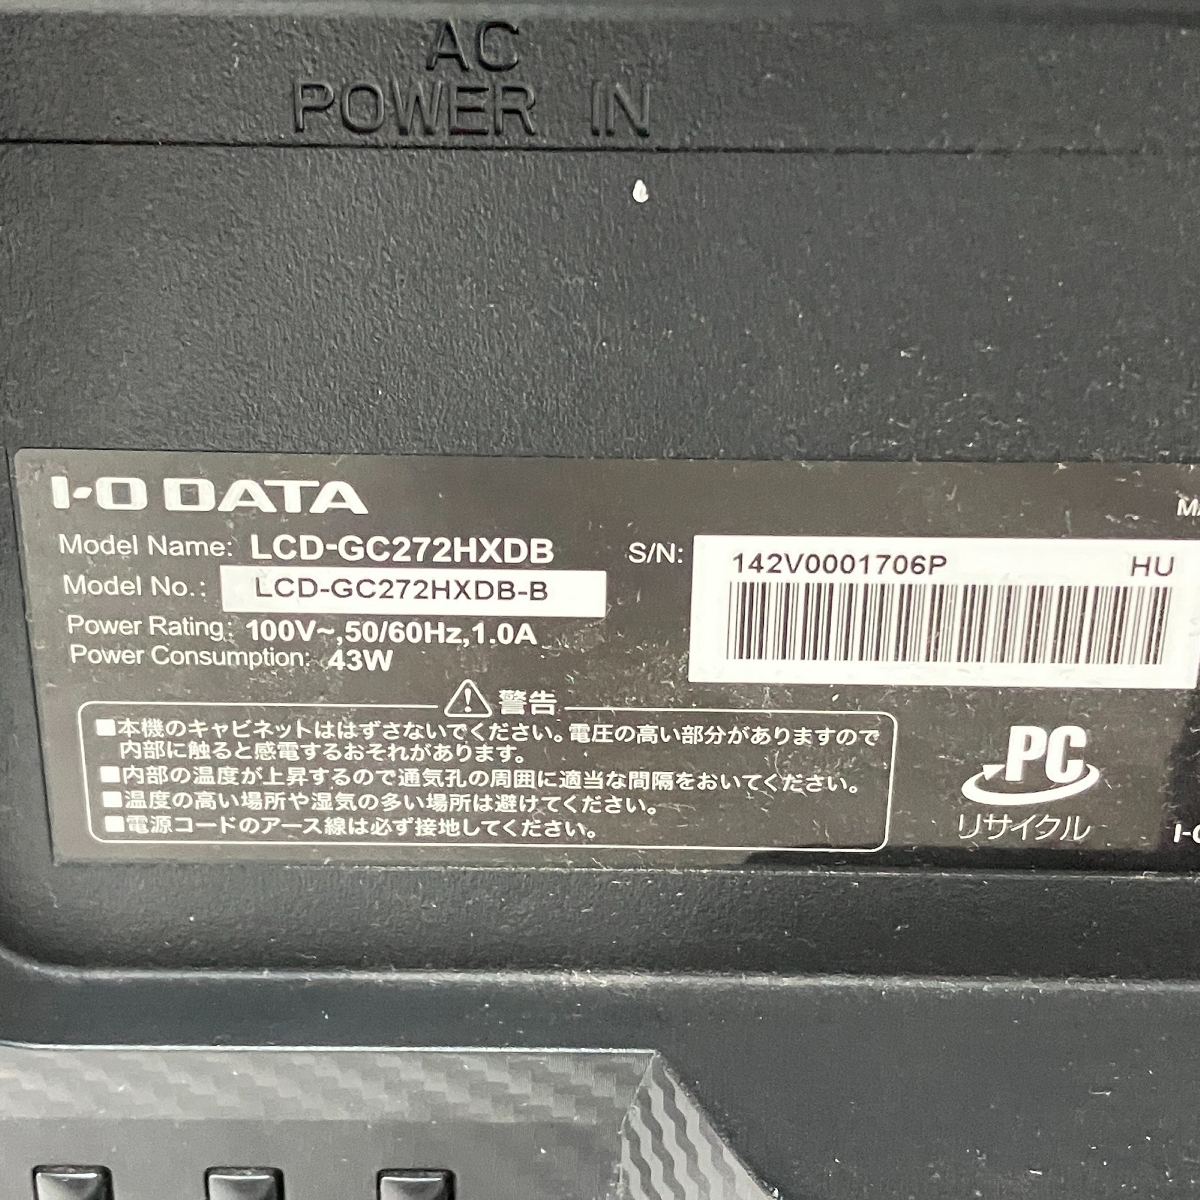 AC
POWER IN
I-O DATA
Model Name: LCD-GC272HXDB
Model No.: LCD-GC272HXDB-B
Power Rating: 100V~,50/60Hz,1.0A
Power Consumption: 43W
S/N: 142V0001706P HU
警告
■本機のキャビネットははずさないでください。電圧の高い部分がありますので
内部に触ると感電するおそれがあります。
■内部の温度が上昇するので通気孔の周囲に適当な間隔をおいてください。
■温度の高い場所や湿気の多い場所は避けてください。
■電源コードのアース線は必ず接地してください。
PC
リサイクル